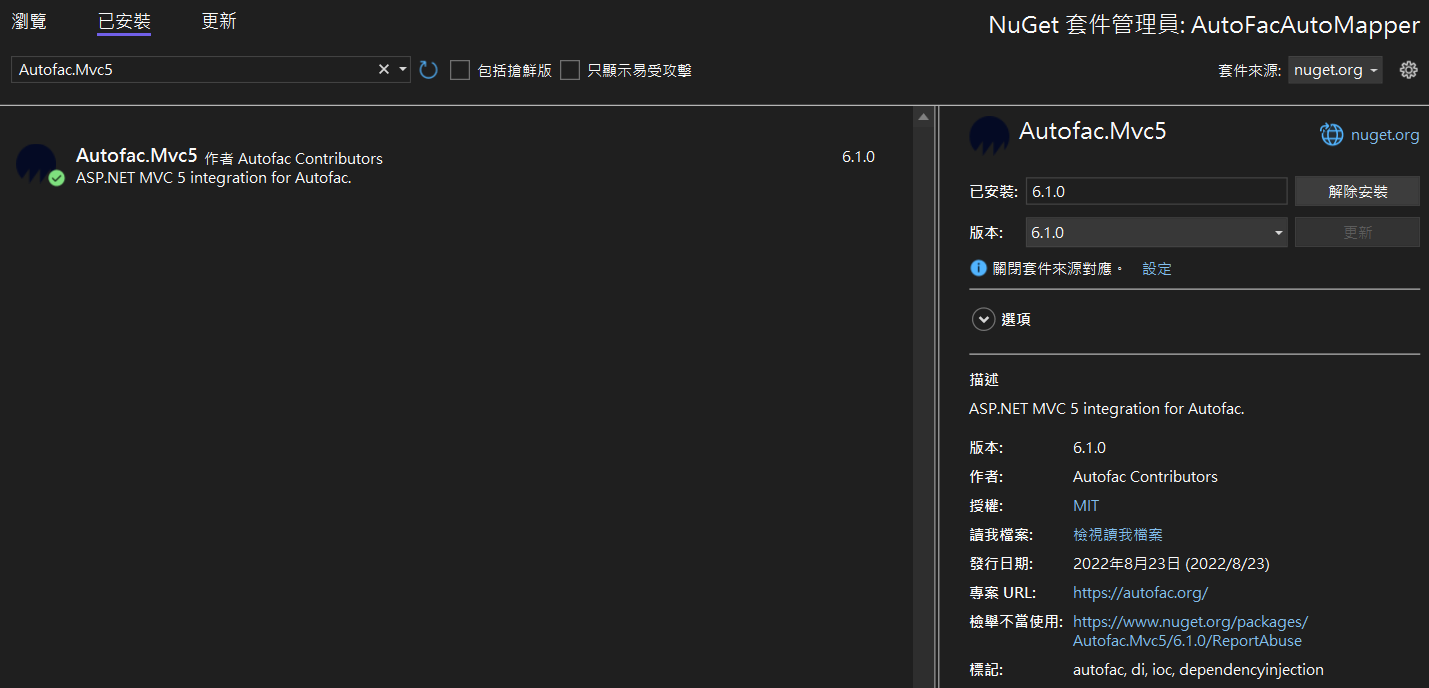 瀏覽 已安裝 更新
NuGet 套件管理員: AutoFacAutoMapper
Autofac.Mvc5
包括搶鮮版 只顯示易受攻擊
套件來源: nuget.org
Autofac.Mvc5 作者 Autofac Contributors 6.1.0
ASP.NET MVC 5 integration for Autofac.
Autofac.Mvc5 nuget.org
已安裝: 6.1.0 解除安裝
版本: 6.1.0 更新
關閉套件來源對應。 設定
選項
描述
ASP.NET MVC 5 integration for Autofac.
版本: 6.1.0
作者: Autofac Contributors
授權: MIT
讀我檔案: 檢視讀我檔案
發行日期: 2022年8月23日 (2022/8/23)
專案 URL: https://autofac.org/
檢舉不當使用: https://www.nuget.org/packages/
Autofac.Mvc5/6.1.0/ReportAbuse
標記: autofac, di, ioc, dependencyinjection